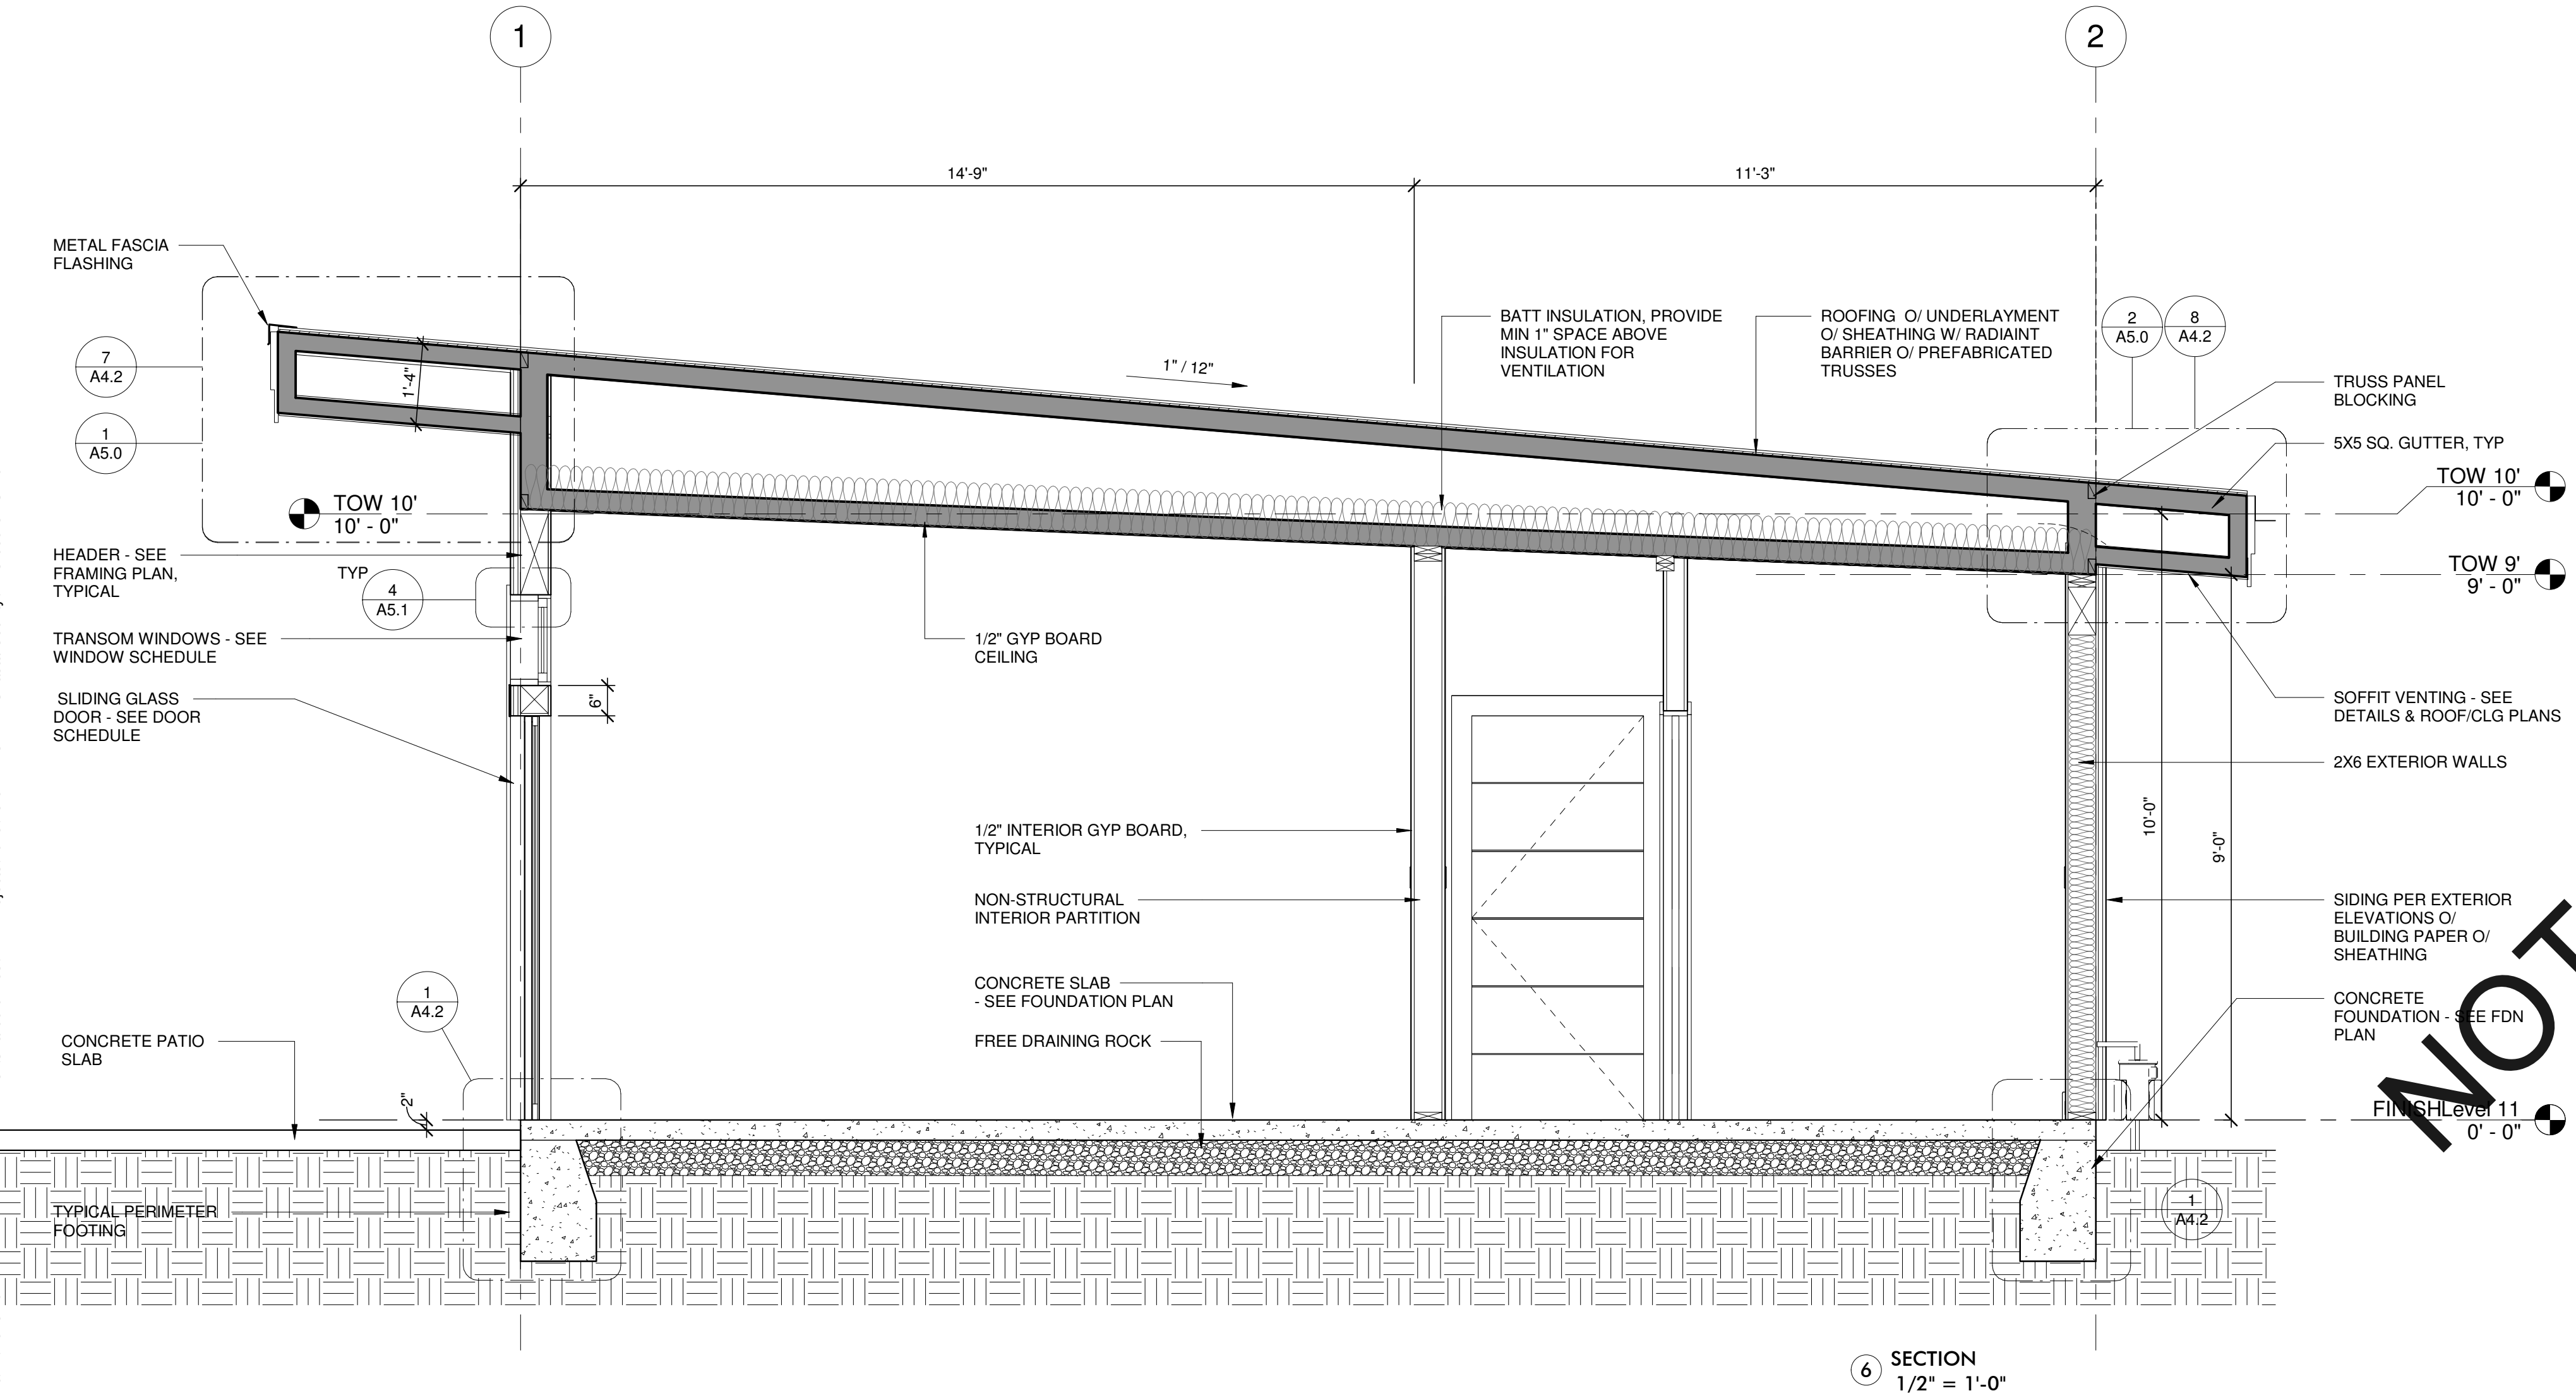 1
2
14'-9"
11'-3"
METAL FASCIA
FLASHING
7
A4.2
1
A5.0
1'-4"
1" / 12"
BATT INSULATION, PROVIDE
MIN 1" SPACE ABOVE
INSULATION FOR
VENTILATION
ROOFING O/ UNDERLAYMENT
O/ SHEATHING W/ RADIAINT
BARRIER O/ PREFABRICATED
TRUSSES
2
A5.0
8
A4.2
TRUSS PANEL
BLOCKING
5X5 SQ. GUTTER, TYP
TOW 10'
10' - 0"
TOW 10'
10' - 0"
HEADER - SEE
FRAMING PLAN,
TYPICAL
TYP
4
A5.1
TOW 9'
9' - 0"
TRANSOM WINDOWS - SEE
WINDOW SCHEDULE
1/2" GYP BOARD
CEILING
SLIDING GLASS
DOOR - SEE DOOR
SCHEDULE
6"
SOFFIT VENTING - SEE
DETAILS & ROOF/CLG PLANS
2X6 EXTERIOR WALLS
1/2" INTERIOR GYP BOARD,
TYPICAL
10'-0"
9'-0"
NON-STRUCTURAL
INTERIOR PARTITION
SIDING PER EXTERIOR
ELEVATIONS O/
BUILDING PAPER O/
SHEATHING
CONCRETE SLAB
- SEE FOUNDATION PLAN
1
A4.2
CONCRETE
FOUNDATION - SEE FDN
PLAN
NOT
CONCRETE PATIO
SLAB
FREE DRAINING ROCK
2"
FINISHLevel 11
0' - 0"
TYPICAL PERIMETER
FOOTING
1
A4.2
6
SECTION
1/2" = 1'-0"